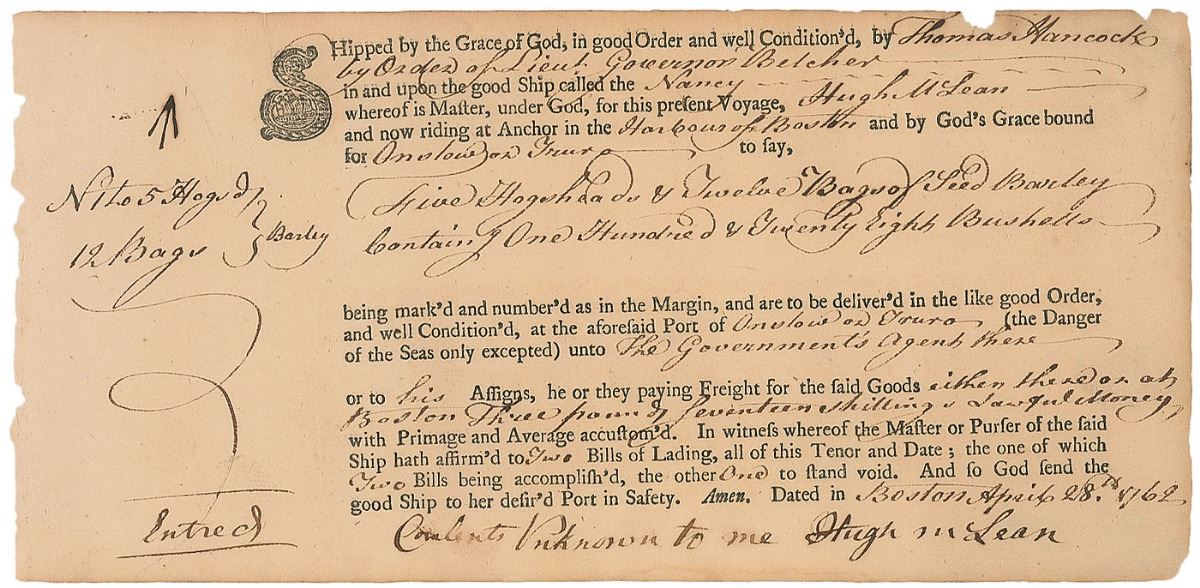 SHipped by the Grace of God, in good Order and well Condition'd, by Thomas Hancock
by Order of Lieut. Governor Belcher
in and upon the good Ship called the Nancy
whereof is Maſter, under God, for this preſent Voyage, Hugh McLean
and now riding at Anchor in the Harbour of Boston and by God's Grace bound
for Onslow or Truro to ſay,
No 1 to 5 Hogsds
12 Bags } Barley
Five Hogsheads & Twelve Bags of Seed Barley
Containg One Hundred & Twenty Eight Bushells
being mark'd and number'd as in the Margin, and are to be deliver'd in the like good Order,
and well Condition'd, at the aforeſaid Port of Onslow or Truro (the Danger
of the Seas only excepted) unto The Government's Agent there
or to his Aſſigns, he or they paying Freight for the ſaid Goods either there or at
Boston Three pounds Seventeen shillings Lawful Money
with Primage and Average accuſtom'd. In witneſs whereof the Maſter or Purſer of the ſaid
Ship hath affirm'd to Two Bills of Lading, all of this Tenor and Date; the one of which
Two Bills being accompliſh'd, the other One to ſtand void. And ſo God ſend the
good Ship to her deſir'd Port in Safety. Amen. Dated in Boston April 28.th 1762
Entred
Contents Unknown to me Hugh mcLean